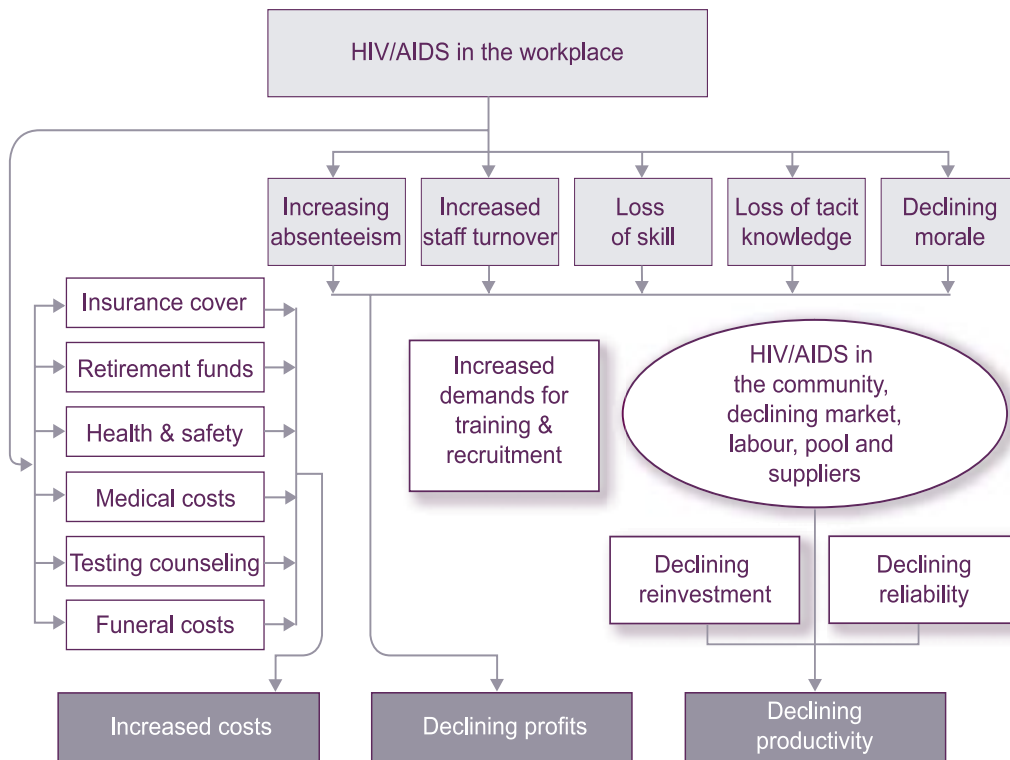 HIV/AIDS in the workplace
Increasing
absenteeism
Increased
staff turnover
Loss
of skill
Loss of tacit
knowledge
Declining
morale
Insurance cover
Retirement funds
Health & safety
Medical costs
Testing counseling
Funeral costs
Increased
demands for
training &
recruitment
HIV/AIDS in
the community,
declining market,
labour, pool and
suppliers
Declining
reinvestment
Declining
reliability
Increased costs
Declining profits
Declining
productivity